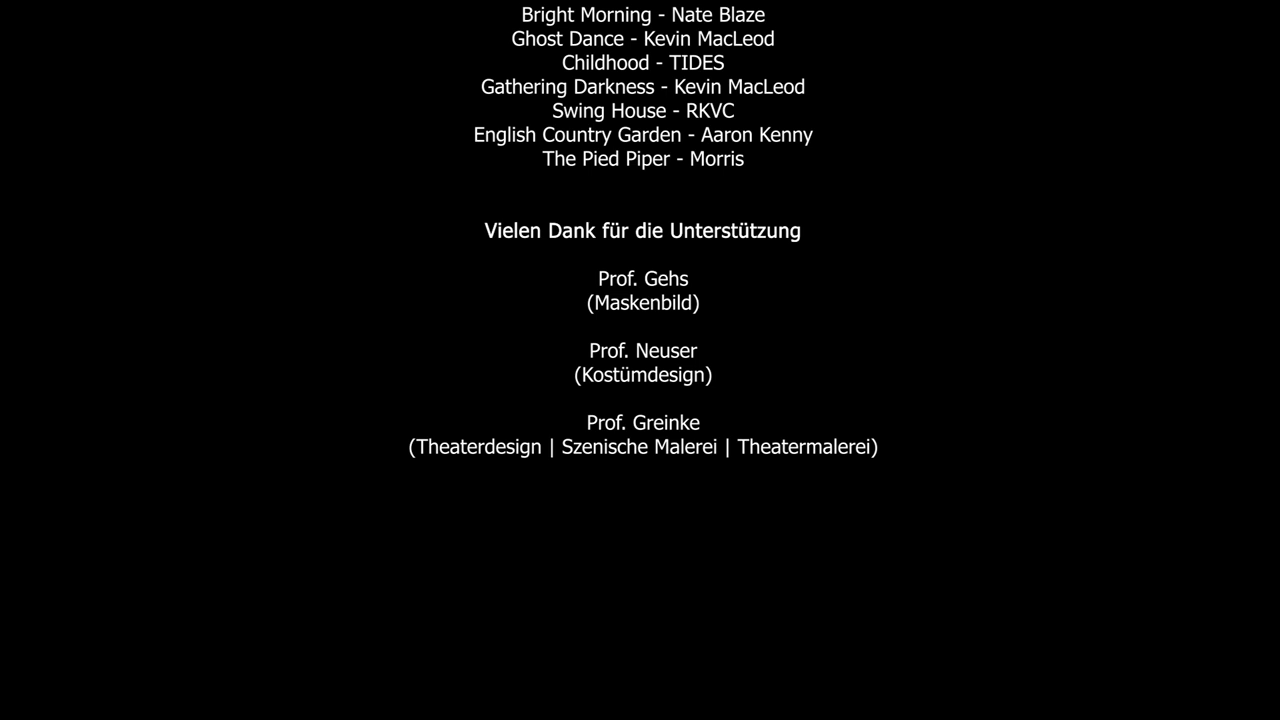 Bright Morning - Nate Blaze
Ghost Dance - Kevin MacLeod
Childhood - TIDES
Gathering Darkness - Kevin MacLeod
Swing House - RKVC
English Country Garden - Aaron Kenny
The Pied Piper - Morris
Vielen Dank für die Unterstützung
Prof. Gehs
(Maskenbild)
Prof. Neuser
(Kostümdesign)
Prof. Greinke
(Theaterdesign | Szenische Malerei | Theatermalerei)